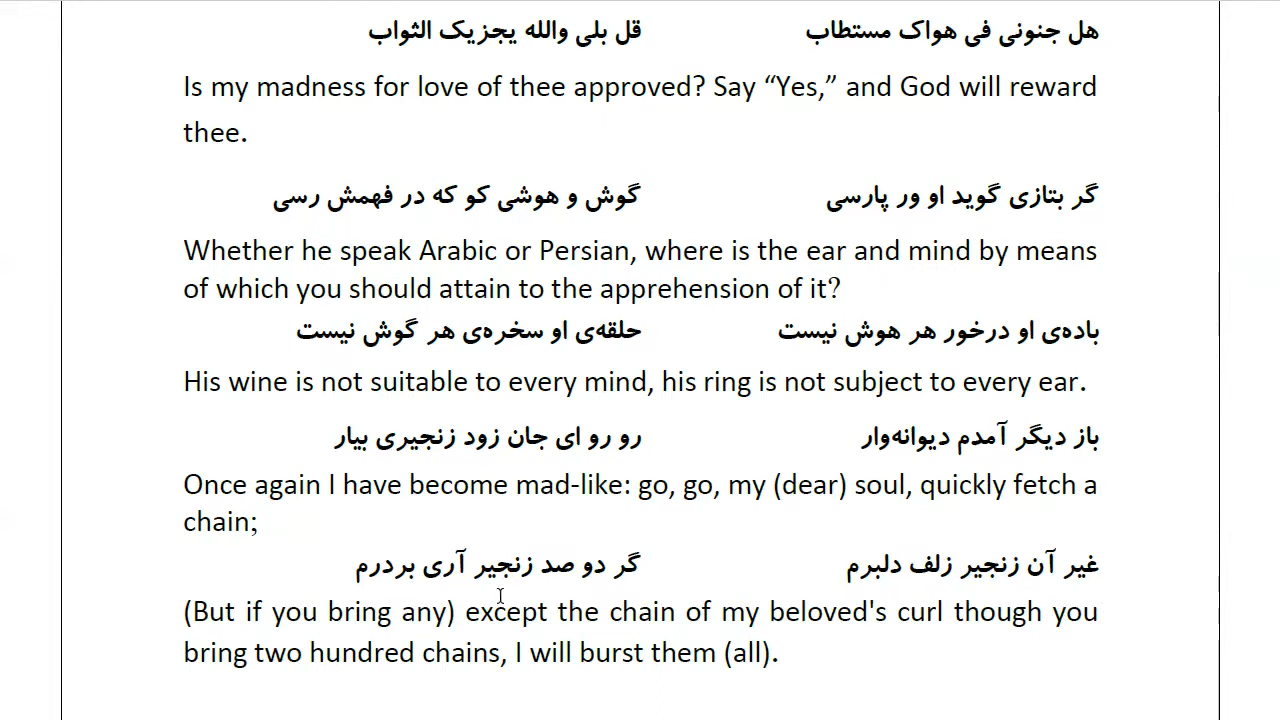 هل جنونی فی هواک مستطاب قل بلی والله یجزیک الثواب
Is my madness for love of thee approved? Say “Yes,” and God will reward
thee.
گر بتازی گوید او ور پارسی گوش و هوشی کو که در فهمش رسی
Whether he speak Arabic or Persian, where is the ear and mind by means
of which you should attain to the apprehension of it?
باده‌ی او درخور هر هوش نیست حلقه‌ی او سخره‌ی هر گوش نیست
His wine is not suitable to every mind, his ring is not subject to every ear.
باز دیگر آمدم دیوانه‌وار رو رو ای جان زود زنجیری بیار
Once again I have become mad-like: go, go, my (dear) soul, quickly fetch a
chain;
غیر آن زنجیر زلف دلبرم گر دو صد زنجیر آری بردرم
(But if you bring any) except the chain of my beloved's curl though you
bring two hundred chains, I will burst them (all).